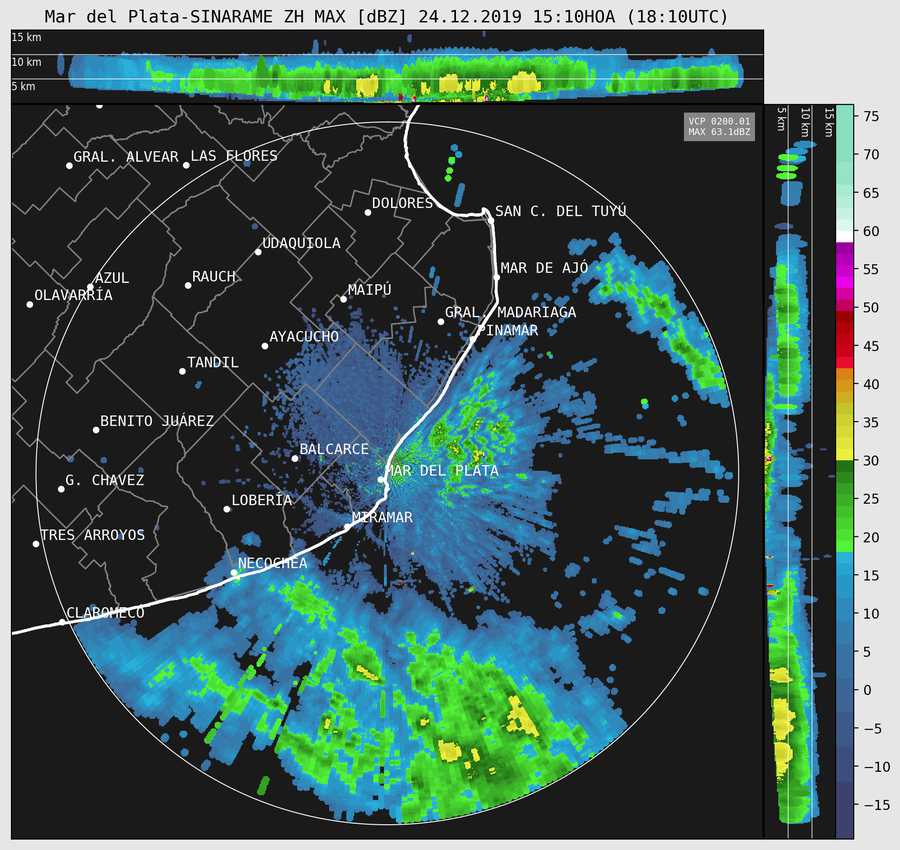 Mar del Plata-SINARAME ZH MAX [dBZ] 24.12.2019 15:10HOA (18:10UTC)
15 km
10 km
5 km
5 km
10 km
15 km
VCP 0200.01
MAX 63.1dBZ
GRAL. ALVEAR
LAS FLORES
DOLORES
SAN C. DEL TUYÚ
UDAQUIOLA
MAR DE AJÓ
AZUL
RAUCH
OLAVARRÍA
MAIPÚ
GRAL. MADARIAGA
PINAMAR
AYACUCHO
TANDIL
BENITO JUÁREZ
BALCARCE
MAR DEL PLATA
G. CHAVEZ
LOBERÍA
MIRAMAR
TRES ARROYOS
NECOCHEA
CLAROMECÓ
75
70
65
60
55
50
45
40
35
30
25
20
15
10
5
0
−5
−10
−15